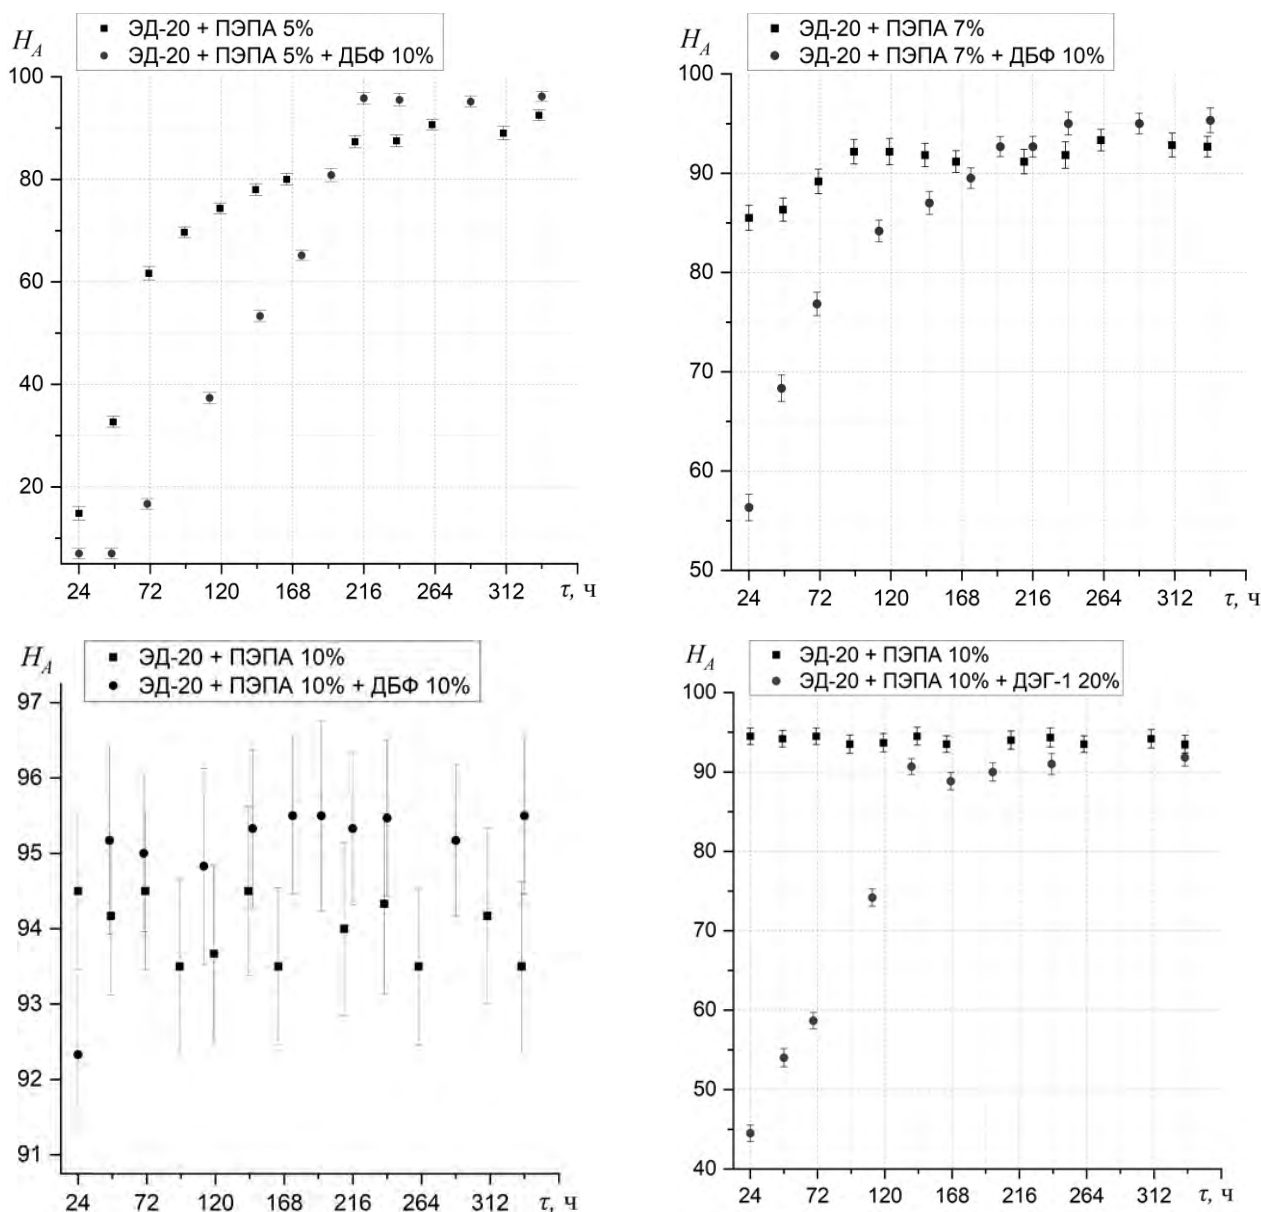 ЭД-20 + ПЭПА 5%
ЭД-20 + ПЭПА 5% + ДБФ 10%
H_A
100
80
60
40
20
24 72 120 168 216 264 312 τ, ч
ЭД-20 + ПЭПА 7%
ЭД-20 + ПЭПА 7% + ДБФ 10%
H_A
100
90
80
70
60
50
24 72 120 168 216 264 312 τ, ч
ЭД-20 + ПЭПА 10%
ЭД-20 + ПЭПА 10% + ДБФ 10%
H_A
97
96
95
94
93
92
91
24 72 120 168 216 264 312 τ, ч
ЭД-20 + ПЭПА 10%
ЭД-20 + ПЭПА 10% + ДЭГ-1 20%
H_A
100
90
80
70
60
50
40
24 72 120 168 216 264 312 τ, ч